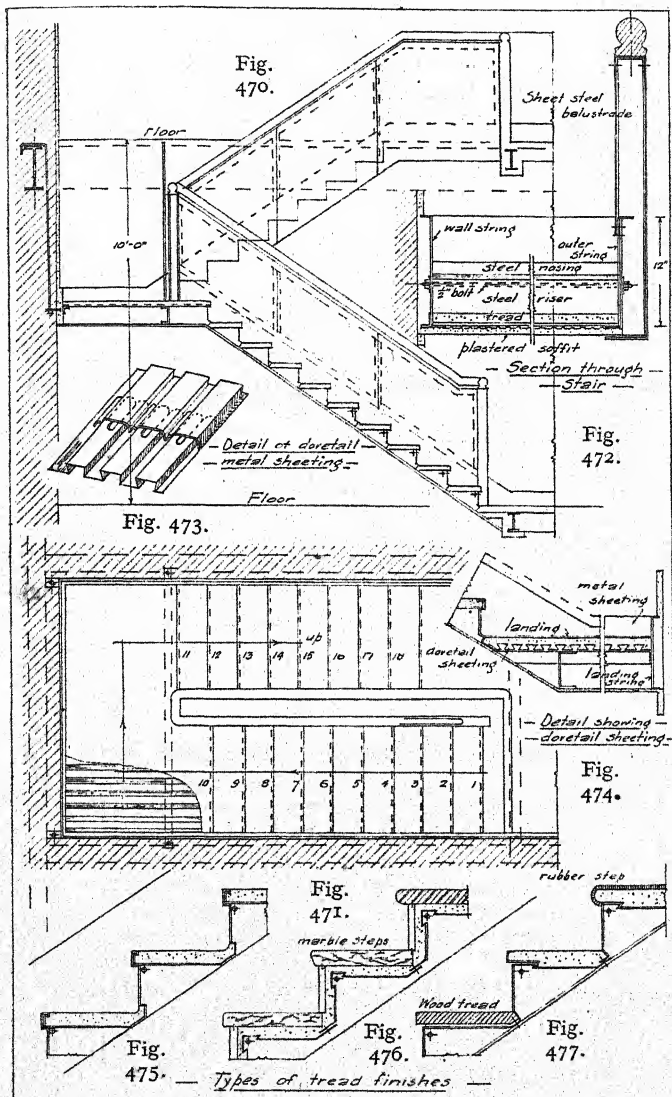 Fig.
470.
Sheet steel
balustrade
Floor
10'-0"
wall string
outer
string
steel nosing
12"
1/2" bolt
steel
riser
tread
plastered soffit
Section through
Stair
Fig.
472.
Detail of dovetail
metal sheeting
Fig. 473.
Floor
metal
sheeting
landing
dovetail
sheeting
landing
string
up
11 12 13 14 15 16 17 18
10 9 8 7 6 5 4 3 2 1
Detail showing
dovetail sheeting
Fig.
474.
Fig.
471.
rubber step
marble steps
Wood tread
Fig.
475.
Fig.
476.
Fig.
477.
Types of tread finishes